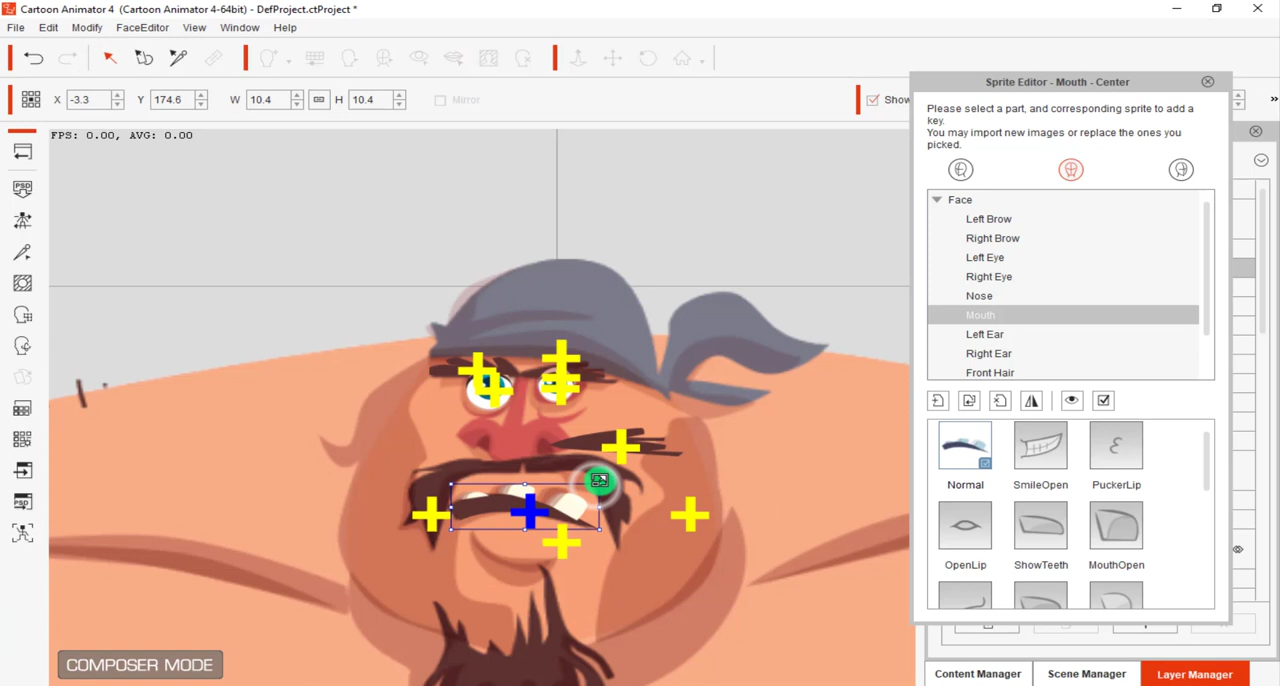 Cartoon Animator 4 (Cartoon Animator 4-64bit) - DefProject.ctProject *
File Edit Modify FaceEditor View Window Help
X -3.3 Y 174.6 W 10.4 H 10.4 Mirror Show
FPS: 0.00, AVG: 0.00
Sprite Editor - Mouth - Center
Please select a part, and corresponding sprite to add a
key.
You may import new images or replace the ones you
picked.
Face
Left Brow
Right Brow
Left Eye
Right Eye
Nose
Mouth
Left Ear
Right Ear
Front Hair
Normal SmileOpen PuckerLip
OpenLip ShowTeeth MouthOpen
PSD
PSD
COMPOSER MODE
Content Manager Scene Manager Layer Manager